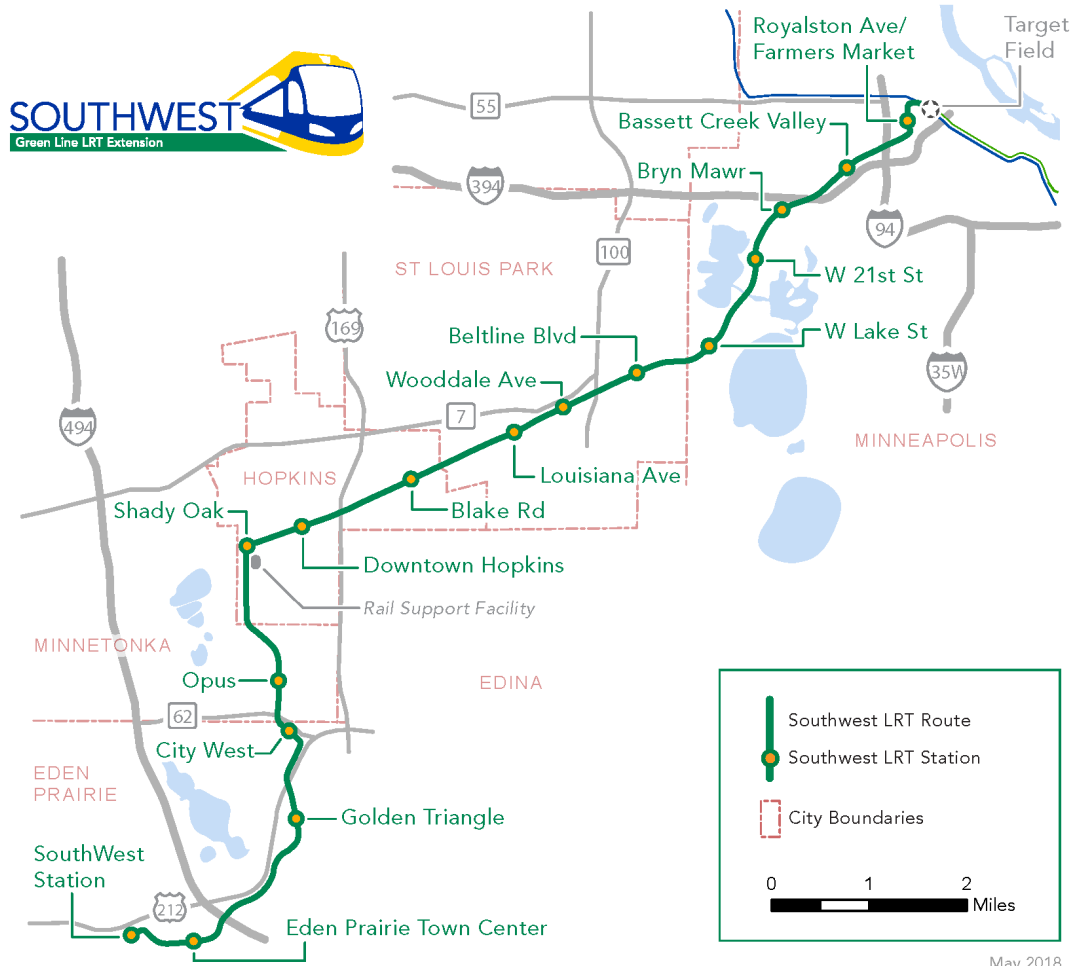 SOUTHWEST
Green Line LRT Extension
Royalston Ave/
Farmers Market
Target
Field
55
Bassett Creek Valley
Bryn Mawr
394
94
100
ST LOUIS PARK
W 21st St
169
Beltline Blvd
W Lake St
35W
Wooddale Ave
7
494
MINNEAPOLIS
HOPKINS
Louisiana Ave
Shady Oak
Blake Rd
Downtown Hopkins
Rail Support Facility
MINNETONKA
Opus
EDINA
62
City West
EDEN
PRAIRIE
Golden Triangle
SouthWest
Station
212
Eden Prairie Town Center
Southwest LRT Route
Southwest LRT Station
City Boundaries
0 1 2
Miles
May 2018